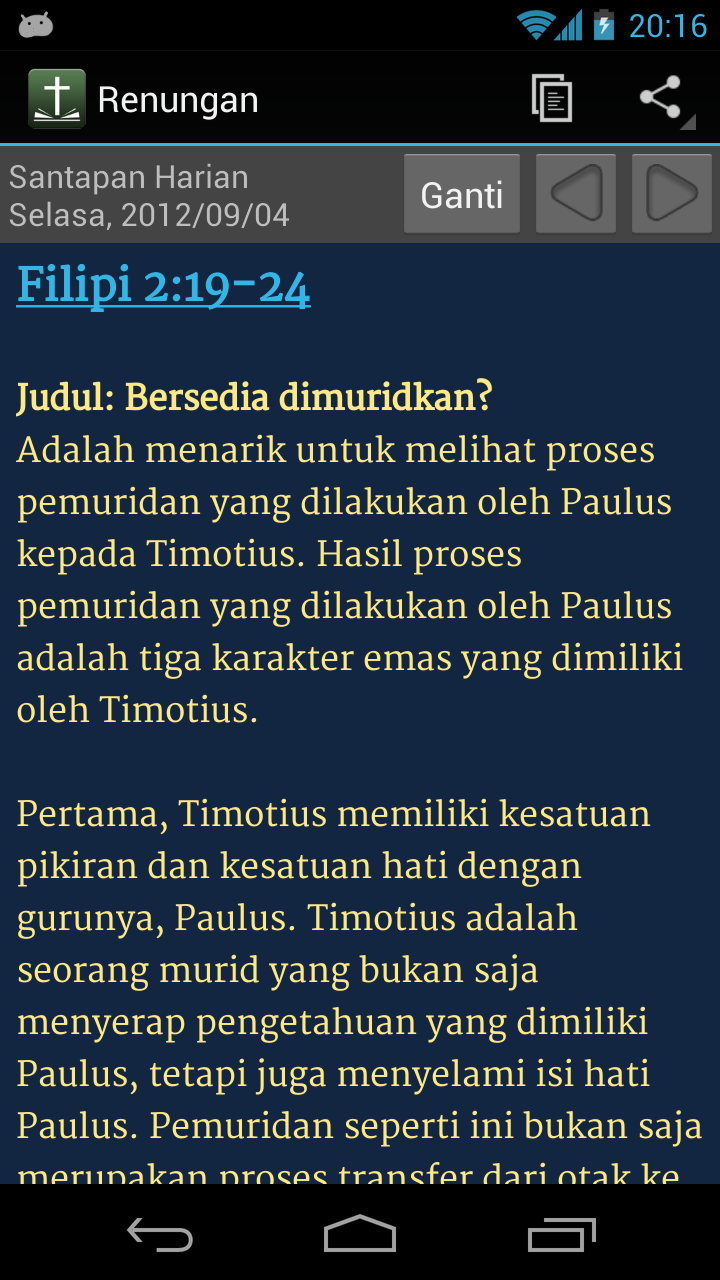 20:16
Renungan
Santapan Harian
Selasa, 2012/09/04
Ganti
Filipi 2:19-24
Judul: Bersedia dimuridkan?
Adalah menarik untuk melihat proses
pemuridan yang dilakukan oleh Paulus
kepada Timotius. Hasil proses
pemuridan yang dilakukan oleh Paulus
adalah tiga karakter emas yang dimiliki
oleh Timotius.
Pertama, Timotius memiliki kesatuan
pikiran dan kesatuan hati dengan
gurunya, Paulus. Timotius adalah
seorang murid yang bukan saja
menyerap pengetahuan yang dimiliki
Paulus, tetapi juga menyelami isi hati
Paulus. Pemuridan seperti ini bukan saja
merupakan proses transfer dari otak ke